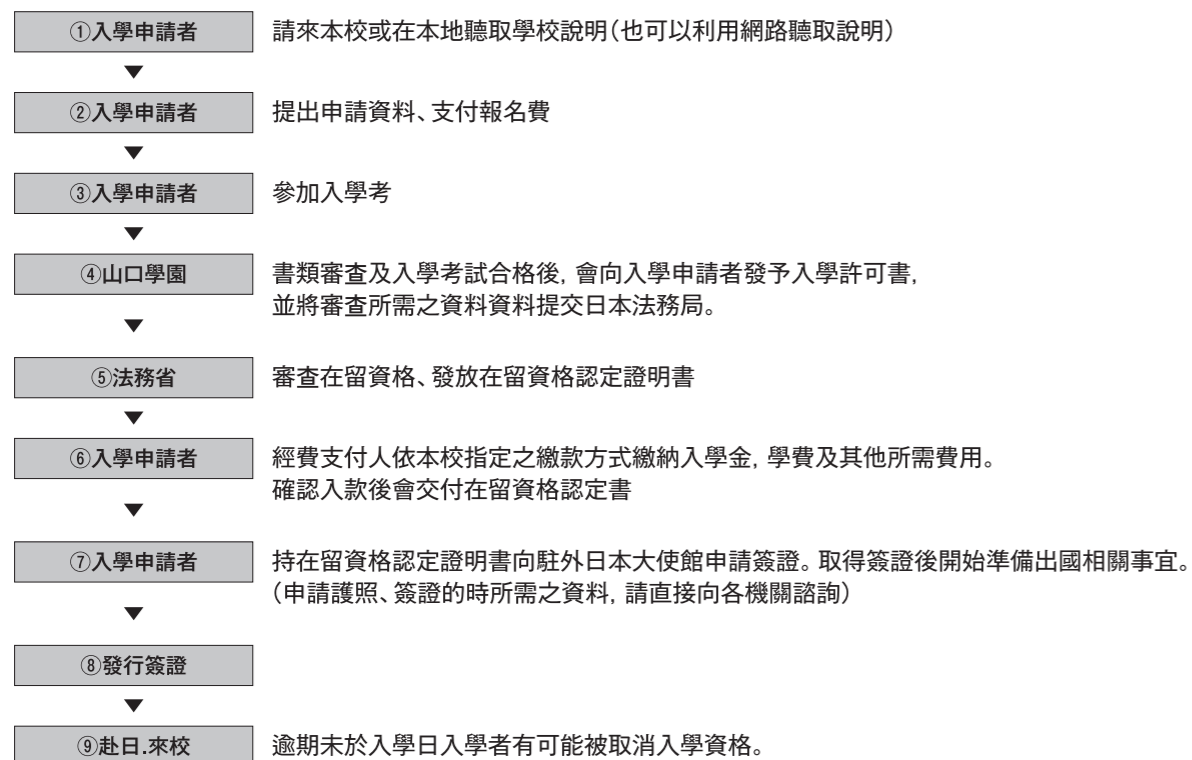 ①入學申請者 請來本校或在本地聽取學校說明(也可以利用網路聽取說明)
▼
②入學申請者 提出申請資料、支付報名費
▼
③入學申請者 參加入學考
▼
④山口學園 書類審查及入學考試合格後, 會向入學申請者發予入學許可書,
並將審查所需之資料資料提交日本法務局。
▼
⑤法務省 審查在留資格、發放在留資格認定證明書
▼
⑥入學申請者 經費支付人依本校指定之繳款方式繳納入學金, 學費及其他所需費用。
確認入款後會交付在留資格認定書
▼
⑦入學申請者 持在留資格認定證明書向駐外日本大使館申請簽證。取得簽證後開始準備出國相關事宜。
(申請護照、簽證的時所需之資料, 請直接向各機關諮詢)
▼
⑧發行簽證
▼
⑨赴日.來校 逾期未於入學日入學者有可能被取消入學資格。